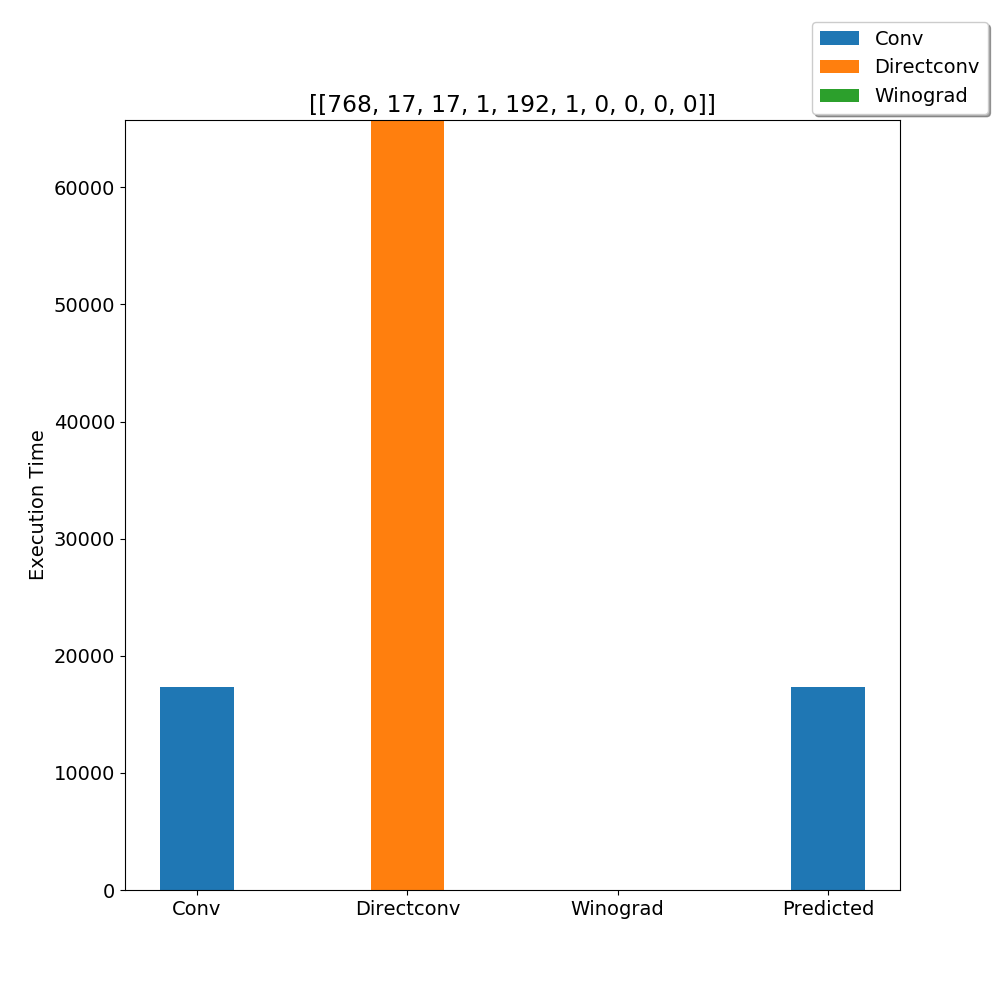 Conv
Directconv
Winograd
[[768, 17, 17, 1, 192, 1, 0, 0, 0, 0]]
60000
50000
40000
30000
20000
10000
0
Execution Time
Conv Directconv Winograd Predicted